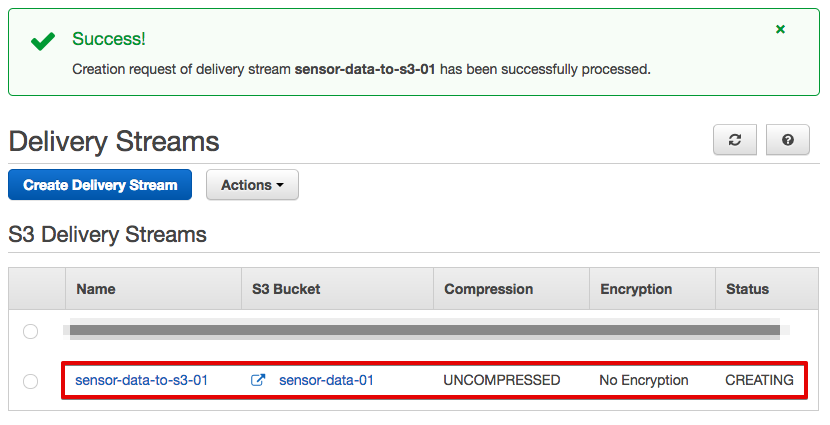 Success!
Creation request of delivery stream sensor-data-to-s3-01 has been successfully processed.
Delivery Streams
Create Delivery Stream Actions
S3 Delivery Streams
Name S3 Bucket Compression Encryption Status
sensor-data-to-s3-01 sensor-data-01 UNCOMPRESSED No Encryption CREATING